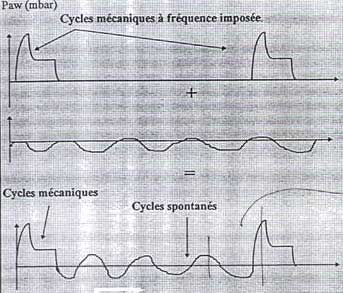 Paw (mbar)
Cycles mécaniques à fréquence imposée.
+
=
Cycles mécaniques
Cycles spontanés